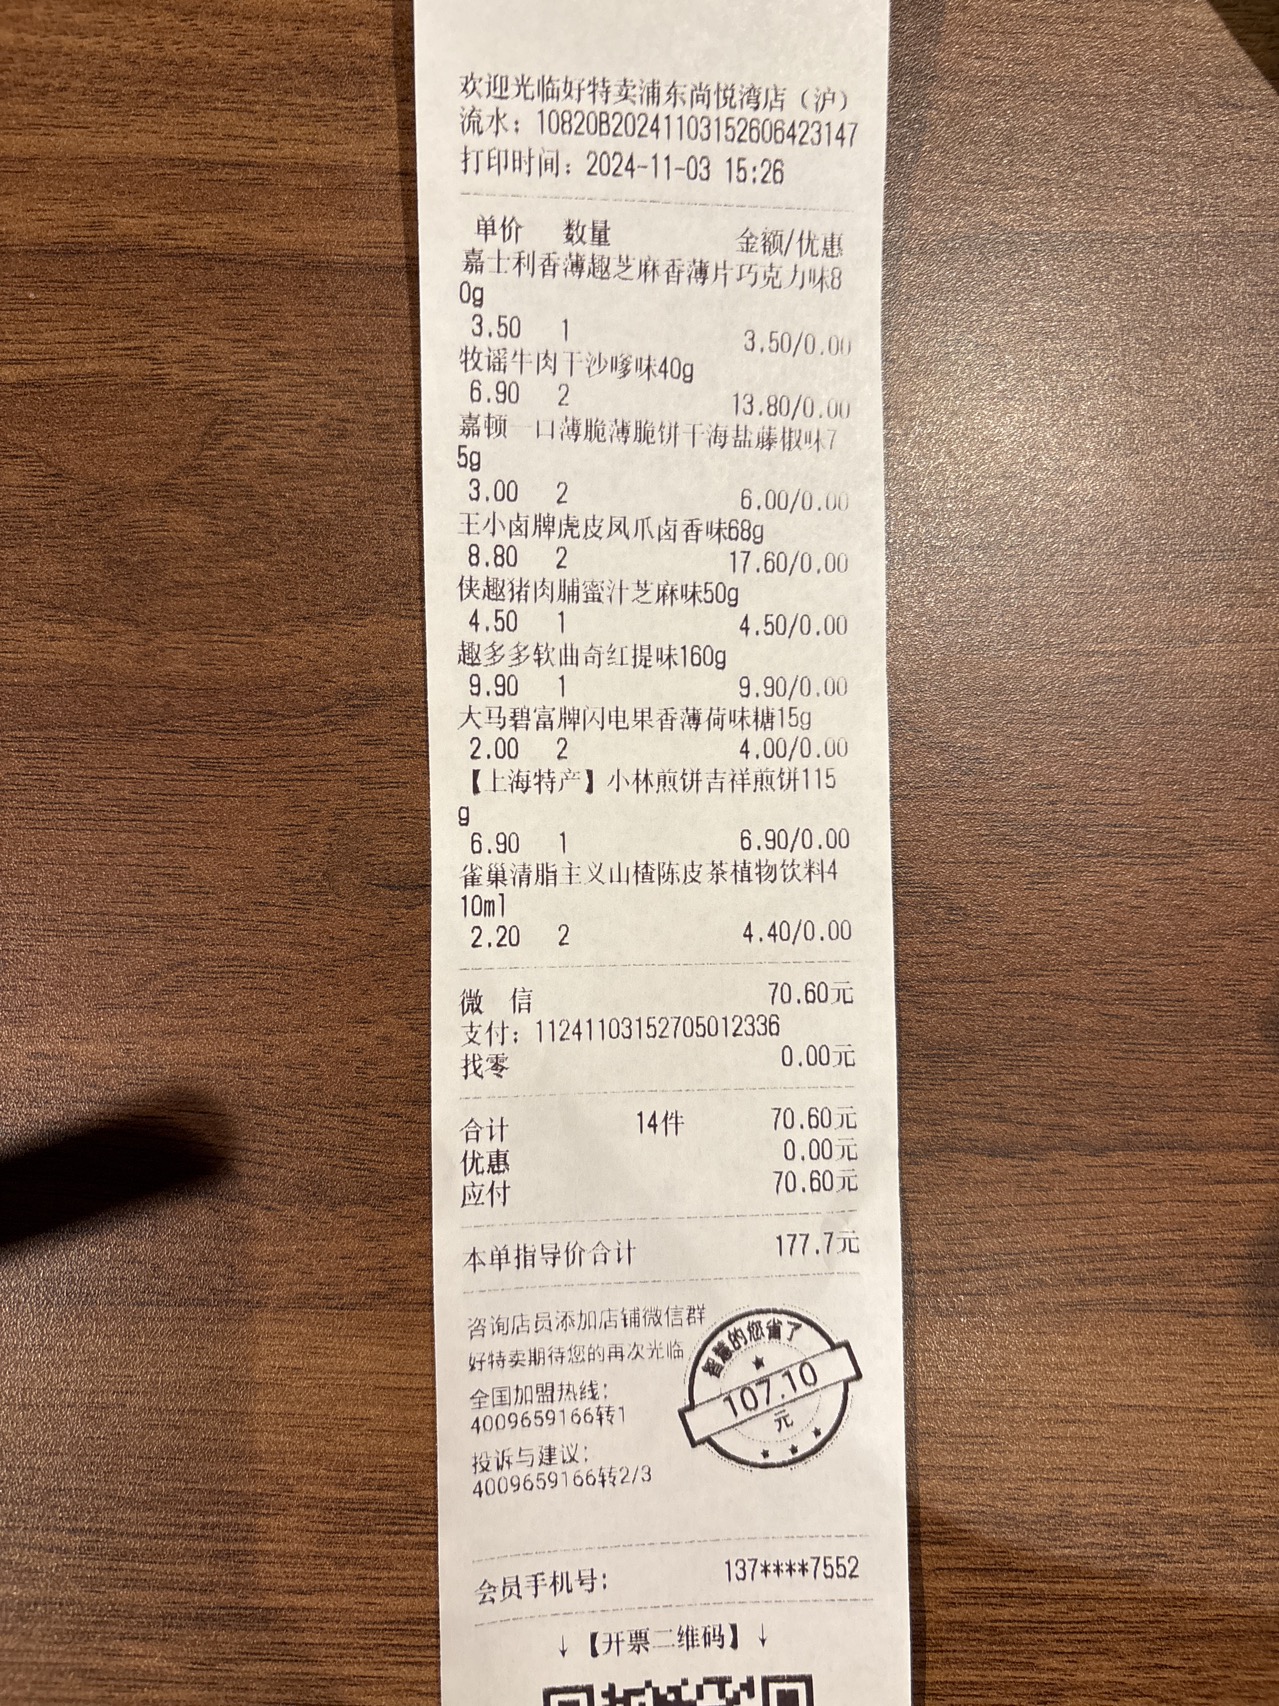 欢迎光临好特卖浦东尚悦湾店（沪）
流水：10820B20241103152606423147
打印时间：2024-11-03 15:26
单价 数量 金额/优惠
嘉士利香薄趣芝麻香薄片巧克力味8
0g
3.50 1 3.50/0.00
牧谣牛肉干沙嗲味40g
6.90 2 13.80/0.00
嘉顿一口薄脆薄脆饼干海盐藤椒味7
5g
3.00 2 6.00/0.00
王小卤牌虎皮凤爪卤香味68g
8.80 2 17.60/0.00
侠趣猪肉脯蜜汁芝麻味50g
4.50 1 4.50/0.00
趣多多软曲奇红提味160g
9.90 1 9.90/0.00
大马碧富牌闪电果香薄荷味糖15g
2.00 2 4.00/0.00
【上海特产】小林煎饼吉祥煎饼115
g
6.90 1 6.90/0.00
雀巢清脂主义山楂陈皮茶植物饮料4
10ml
2.20 2 4.40/0.00
微 信 70.60元
支付：11241103152705012336
找零 0.00元
合计 14件 70.60元
优惠 0.00元
应付 70.60元
本单指导价合计 177.7元
咨询店员添加店铺微信群
好特卖期待您的再次光临
全国加盟热线：
4009659166转1
投诉与建议：
4009659166转2/3
智慧的您省了
107.10
元
会员手机号： 137****7552
↓【开票二维码】↓